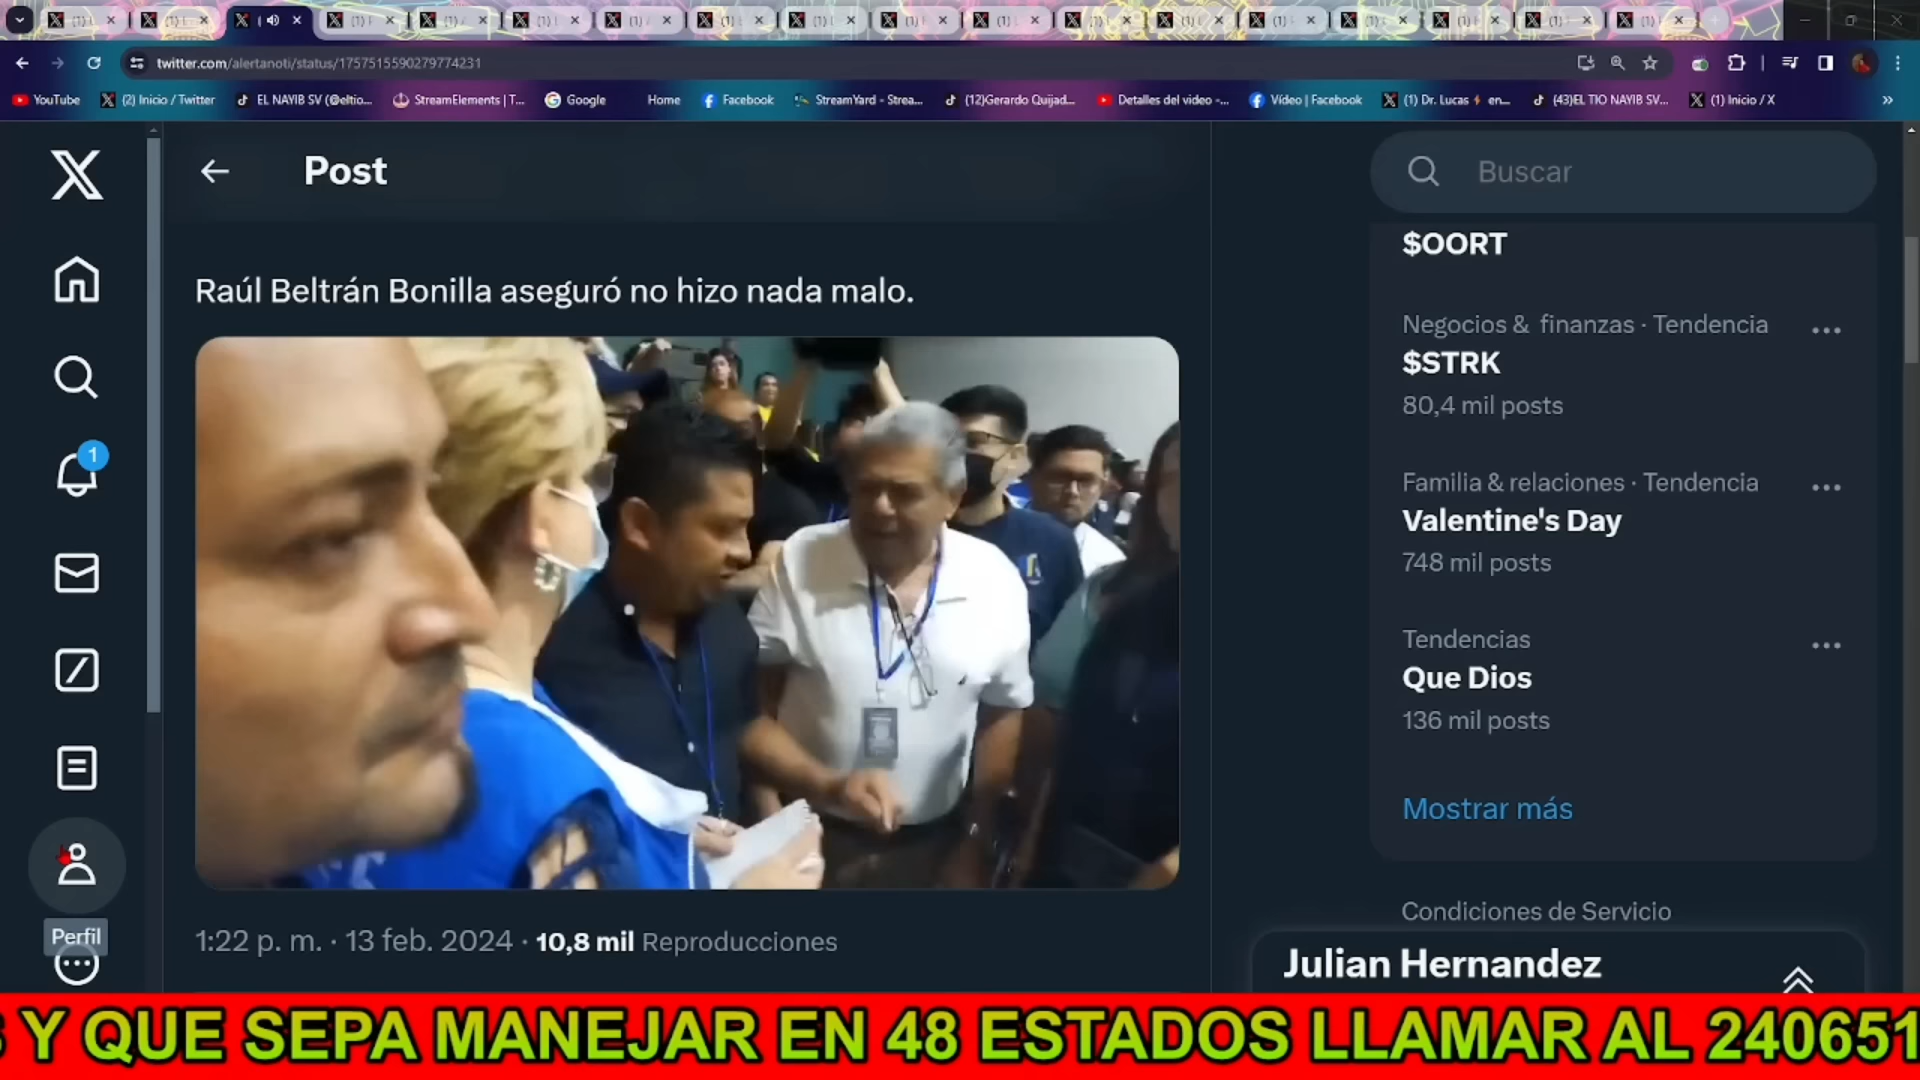 twitter.com/alertanoti/status/1757515590279774231
YouTube
(2) Inicio / Twitter
EL NAYIB SV (@eltio...
StreamElements | T...
Google
Home
Facebook
StreamYard - Strea...
(12)Gerardo Quijad...
Detalles del video -...
Vídeo | Facebook
(1) Dr. Lucas en...
(43)EL TIO NAYIB SV...
(1) Inicio / X
Post
Buscar
Raúl Beltrán Bonilla aseguró no hizo nada malo.
$OORT
Negocios & finanzas · Tendencia
$STRK
80,4 mil posts
Familia & relaciones · Tendencia
Valentine's Day
748 mil posts
Tendencias
Que Dios
136 mil posts
Mostrar más
1
Perfil
1:22 p. m. · 13 feb. 2024 · 10,8 mil Reproducciones
Condiciones de Servicio
Julian Hernandez
Y QUE SEPA MANEJAR EN 48 ESTADOS LLAMAR AL 240651